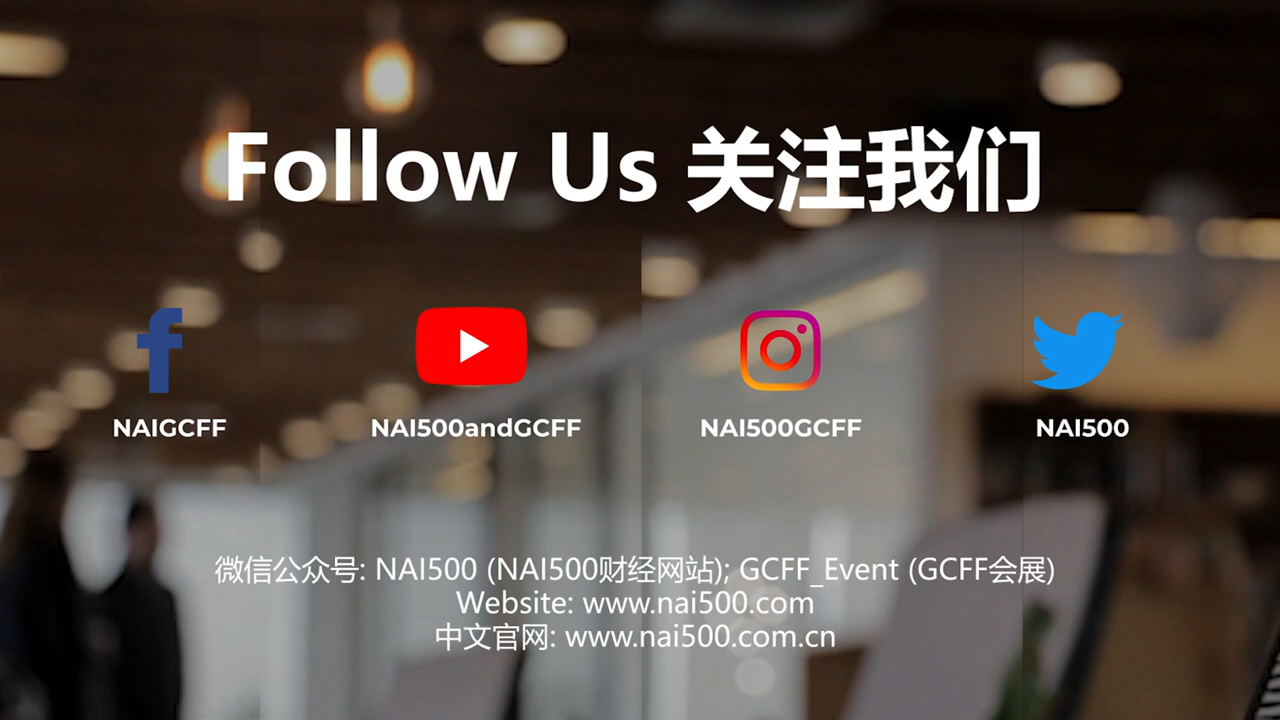 Follow Us 关注我们
NAIGCFF
NAI500andGCFF
NAI500GCFF
NAI500
微信公众号: NAI500 (NAI500财经网站); GCFF_Event (GCFF会展)
Website: www.nai500.com
中文官网: www.nai500.com.cn